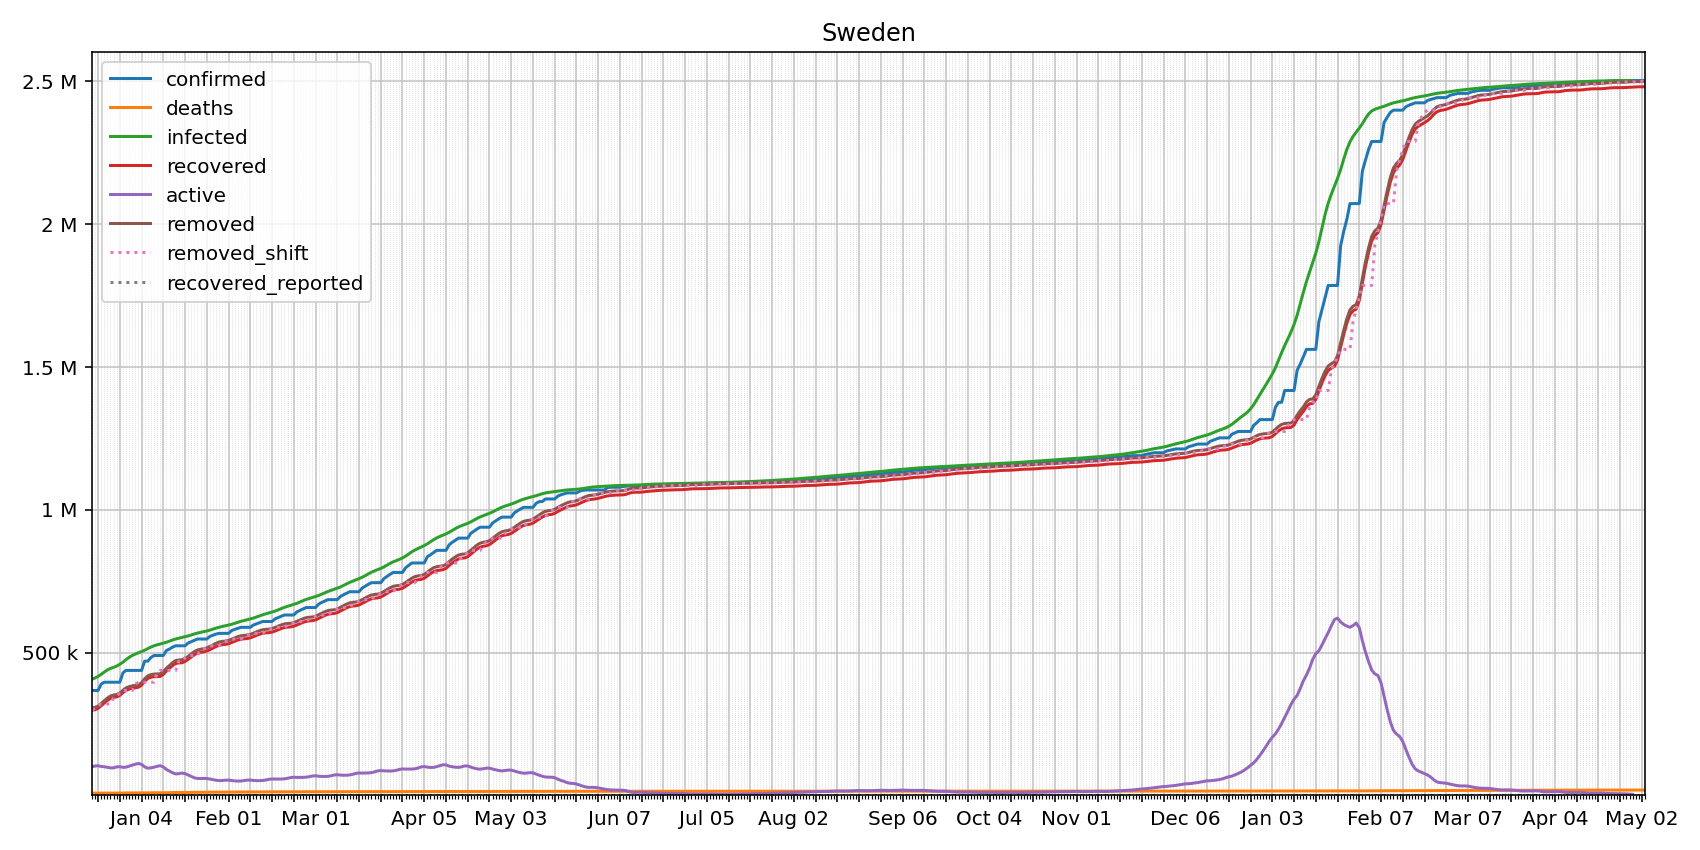 Sweden
2.5 M
2 M
1.5 M
1 M
500 k
confirmed
deaths
infected
recovered
active
removed
removed_shift
recovered_reported
Jan 04 Feb 01 Mar 01 Apr 05 May 03 Jun 07 Jul 05 Aug 02 Sep 06 Oct 04 Nov 01 Dec 06 Jan 03 Feb 07 Mar 07 Apr 04 May 02